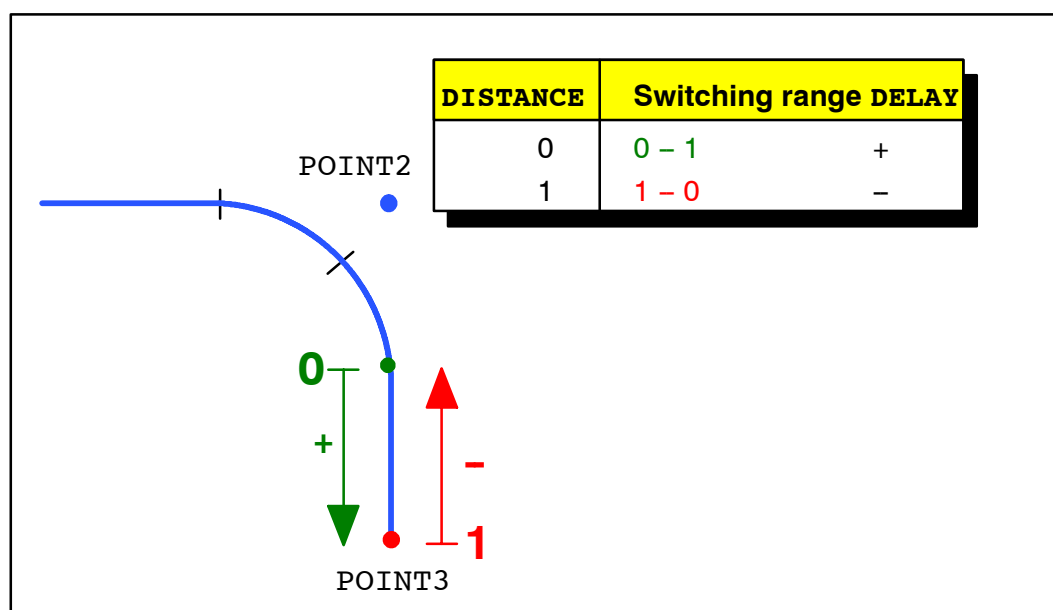 DISTANCE Switching range DELAY
0 0 – 1 +
1 1 – 0 –
POINT2
0
+
-
1
POINT3